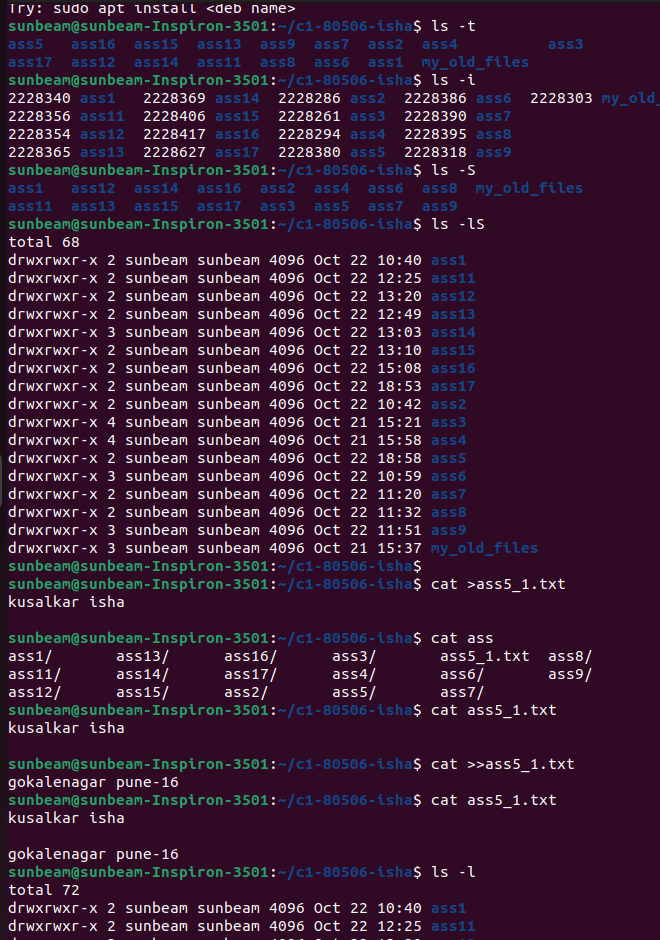 Try: sudo apt install <deb name>
sunbeam@sunbeam-Inspiron-3501:~/c1-80506-isha$ ls -t
ass5 ass16 ass15 ass13 ass9 ass7 ass2 ass4 ass3
ass17 ass12 ass14 ass11 ass8 ass6 ass1 my_old_files
sunbeam@sunbeam-Inspiron-3501:~/c1-80506-isha$ ls -i
2228340 ass1 2228369 ass14 2228286 ass2 2228386 ass6 2228303 my_old_
2228356 ass11 2228406 ass15 2228261 ass3 2228390 ass7
2228354 ass12 2228417 ass16 2228294 ass4 2228395 ass8
2228365 ass13 2228627 ass17 2228380 ass5 2228318 ass9
sunbeam@sunbeam-Inspiron-3501:~/c1-80506-isha$ ls -S
ass1 ass12 ass14 ass16 ass2 ass4 ass6 ass8 my_old_files
ass11 ass13 ass15 ass17 ass3 ass5 ass7 ass9
sunbeam@sunbeam-Inspiron-3501:~/c1-80506-isha$ ls -lS
total 68
drwxrwxr-x 2 sunbeam sunbeam 4096 Oct 22 10:40 ass1
drwxrwxr-x 2 sunbeam sunbeam 4096 Oct 22 12:25 ass11
drwxrwxr-x 2 sunbeam sunbeam 4096 Oct 22 13:20 ass12
drwxrwxr-x 2 sunbeam sunbeam 4096 Oct 22 12:49 ass13
drwxrwxr-x 3 sunbeam sunbeam 4096 Oct 22 13:03 ass14
drwxrwxr-x 2 sunbeam sunbeam 4096 Oct 22 13:10 ass15
drwxrwxr-x 2 sunbeam sunbeam 4096 Oct 22 15:08 ass16
drwxrwxr-x 2 sunbeam sunbeam 4096 Oct 22 18:53 ass17
drwxrwxr-x 2 sunbeam sunbeam 4096 Oct 22 10:42 ass2
drwxrwxr-x 4 sunbeam sunbeam 4096 Oct 21 15:21 ass3
drwxrwxr-x 4 sunbeam sunbeam 4096 Oct 21 15:58 ass4
drwxrwxr-x 2 sunbeam sunbeam 4096 Oct 22 18:58 ass5
drwxrwxr-x 3 sunbeam sunbeam 4096 Oct 22 10:59 ass6
drwxrwxr-x 2 sunbeam sunbeam 4096 Oct 22 11:20 ass7
drwxrwxr-x 2 sunbeam sunbeam 4096 Oct 22 11:32 ass8
drwxrwxr-x 3 sunbeam sunbeam 4096 Oct 22 11:51 ass9
drwxrwxr-x 3 sunbeam sunbeam 4096 Oct 21 15:37 my_old_files
sunbeam@sunbeam-Inspiron-3501:~/c1-80506-isha$
sunbeam@sunbeam-Inspiron-3501:~/c1-80506-isha$ cat >ass5_1.txt
kusalkar isha
sunbeam@sunbeam-Inspiron-3501:~/c1-80506-isha$ cat ass
ass1/ ass13/ ass16/ ass3/ ass5_1.txt ass8/
ass11/ ass14/ ass17/ ass4/ ass6/ ass9/
ass12/ ass15/ ass2/ ass5/ ass7/
sunbeam@sunbeam-Inspiron-3501:~/c1-80506-isha$ cat ass5_1.txt
kusalkar isha
sunbeam@sunbeam-Inspiron-3501:~/c1-80506-isha$ cat >>ass5_1.txt
gokalenagar pune-16
sunbeam@sunbeam-Inspiron-3501:~/c1-80506-isha$ cat ass5_1.txt
kusalkar isha
gokalenagar pune-16
sunbeam@sunbeam-Inspiron-3501:~/c1-80506-isha$ ls -l
total 72
drwxrwxr-x 2 sunbeam sunbeam 4096 Oct 22 10:40 ass1
drwxrwxr-x 2 sunbeam sunbeam 4096 Oct 22 12:25 ass11